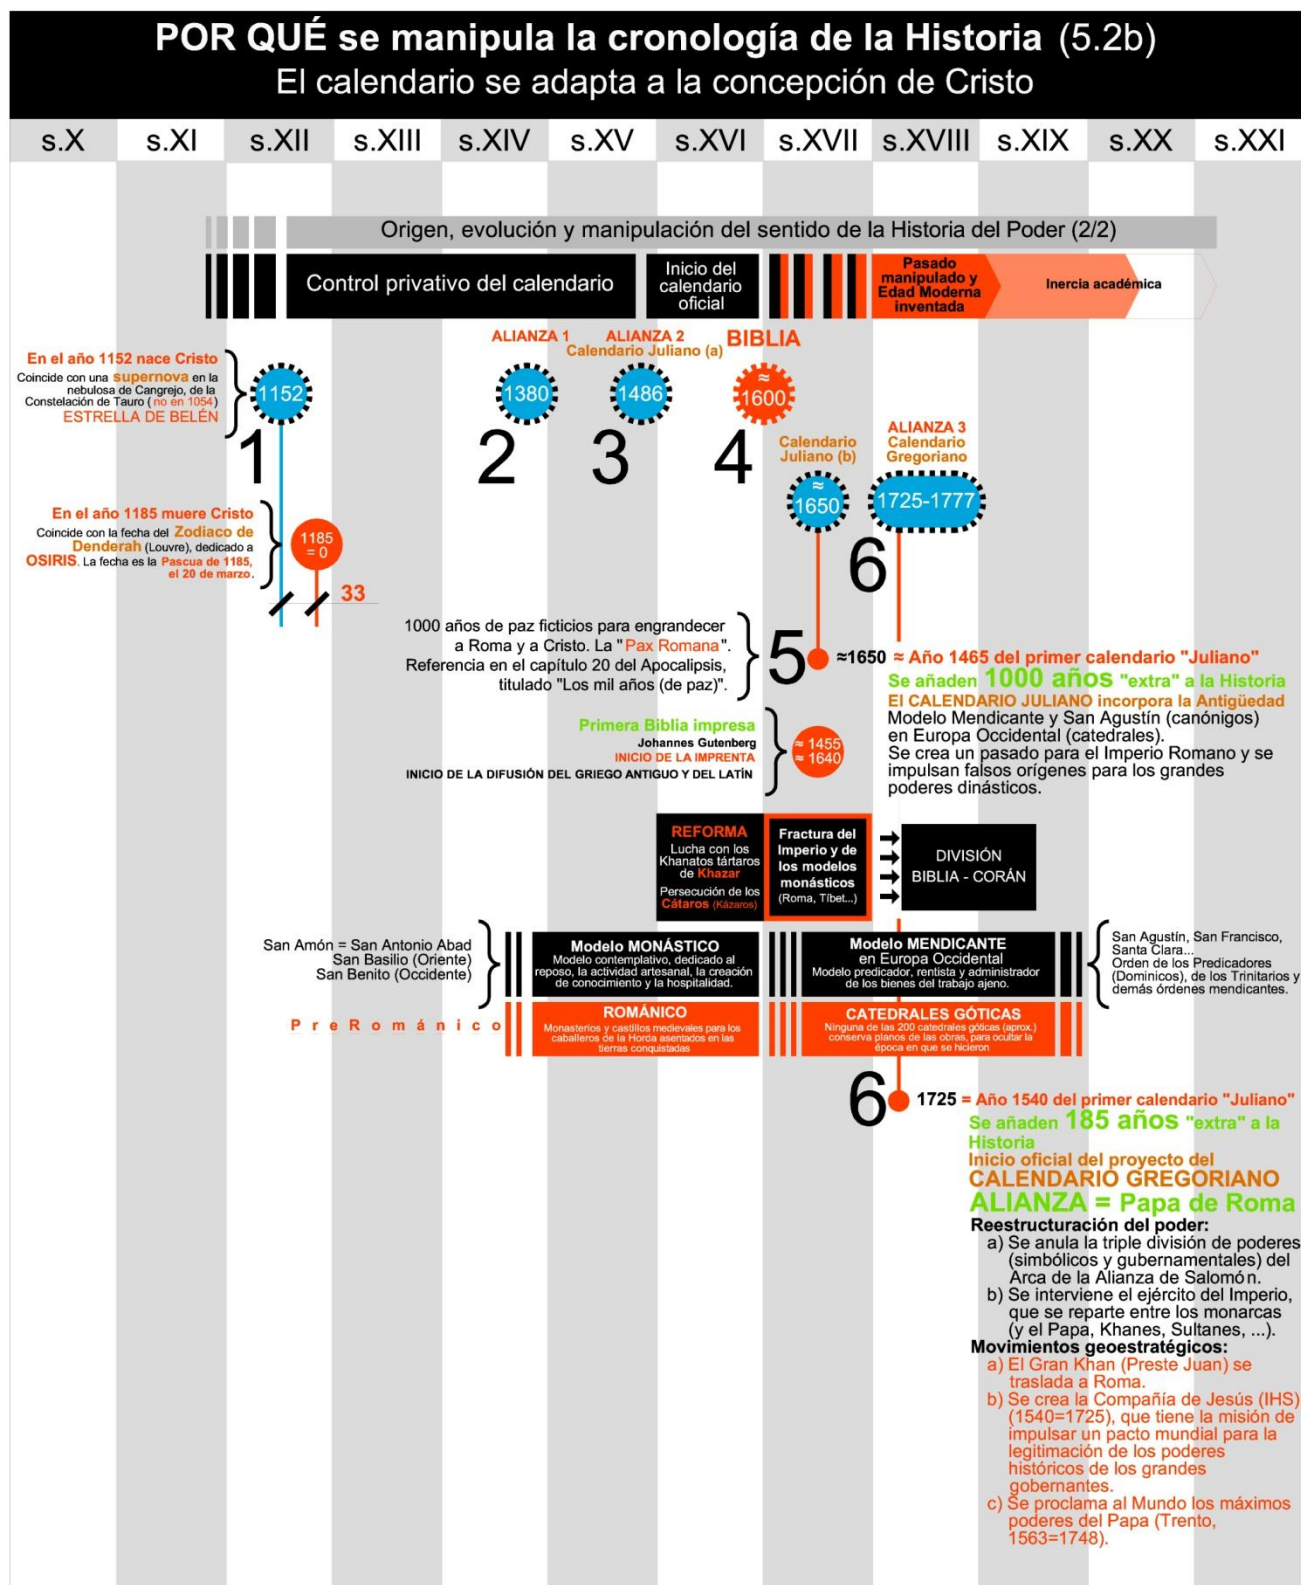 POR QUÉ se manipula la cronología de la Historia (5.2b)
El calendario se adapta a la concepción de Cristo
s.X s.XI s.XII s.XIII s.XIV s.XV s.XVI s.XVII s.XVIII s.XIX s.XX s.XXI
Origen, evolución y manipulación del sentido de la Historia del Poder (2/2)
Control privativo del calendario
Inicio del
calendario
oficial
Pasado
manipulado y
Edad Moderna
inventada
Inercia académica
En el año 1152 nace Cristo
Coincide con una supernova en la
nebulosa de Cangrejo, de la
Constelación de Tauro ( no en 1054)
ESTRELLA DE BELÉN
1
1152
ALIANZA 1
1380
2
ALIANZA 2
Calendario Juliano (a)
1486
3
BIBLIA
≈
1600
4
Calendario
Juliano (b)
≈
1650
ALIANZA 3
Calendario
Gregoriano
1725-1777
6
En el año 1185 muere Cristo
Coincide con la fecha del Zodiaco de
Denderah (Louvre), dedicado a
OSIRIS. La fecha es la Pascua de 1185,
el 20 de marzo.
1185
= 0
33
1000 años de paz ficticios para engrandecer
a Roma y a Cristo. La "Pax Romana".
Referencia en el capítulo 20 del Apocalipsis,
titulado "Los mil años (de paz)".
5
≈1650 ≈ Año 1465 del primer calendario "Juliano"
Se añaden 1000 años "extra" a la Historia
El CALENDARIO JULIANO incorpora la Antigüedad
Modelo Mendicante y San Agustín (canónigos)
en Europa Occidental (catedrales).
Se crea un pasado para el Imperio Romano y se
impulsan falsos orígenes para los grandes
poderes dinásticos.
Primera Biblia impresa
Johannes Gutenberg
INICIO DE LA IMPRENTA
INICIO DE LA DIFUSIÓN DEL GRIEGO ANTIGUO Y DEL LATÍN
≈ 1455
≈ 1640
REFORMA
Lucha con los
Khanatos tártaros
de Khazar
Persecución de los
Cátaros (Kázaros)
Fractura del
Imperio y de
los modelos
monásticos
(Roma, Tíbet...)
DIVISIÓN
BIBLIA - CORÁN
San Amón = San Antonio Abad
San Basilio (Oriente)
San Benito (Occidente)
Modelo MONÁSTICO
Modelo contemplativo, dedicado al
reposo, la actividad artesanal, la creación
de conocimiento y la hospitalidad.
Modelo MENDICANTE
en Europa Occidental
Modelo predicador, rentista y administrador
de los bienes del trabajo ajeno.
San Agustín, San Francisco,
Santa Clara...
Orden de los Predicadores
(Dominicos), de los Trinitarios y
demás órdenes mendicantes.
PreRománico
ROMÁNICO
Monasterios y castillos medievales para los
caballeros de la Horda asentados en las
tierras conquistadas
CATEDRALES GÓTICAS
Ninguna de las 200 catedrales góticas (aprox.)
conserva planos de las obras, para ocultar la
época en que se hicieron
6
1725 = Año 1540 del primer calendario "Juliano"
Se añaden 185 años "extra" a la
Historia
Inicio oficial del proyecto del
CALENDARIO GREGORIANO
ALIANZA = Papa de Roma
Reestructuración del poder:
a) Se anula la triple división de poderes
(simbólicos y gubernamentales) del
Arca de la Alianza de Salomón.
b) Se interviene el ejército del Imperio,
que se reparte entre los monarcas
(y el Papa, Khanes, Sultanes, ...).
Movimientos geoestratégicos:
a) El Gran Khan (Preste Juan) se
traslada a Roma.
b) Se crea la Compañía de Jesús (IHS)
(1540=1725), que tiene la misión de
impulsar un pacto mundial para la
legitimación de los poderes
históricos de los grandes
gobernantes.
c) Se proclama al Mundo los máximos
poderes del Papa (Trento,
1563=1748).